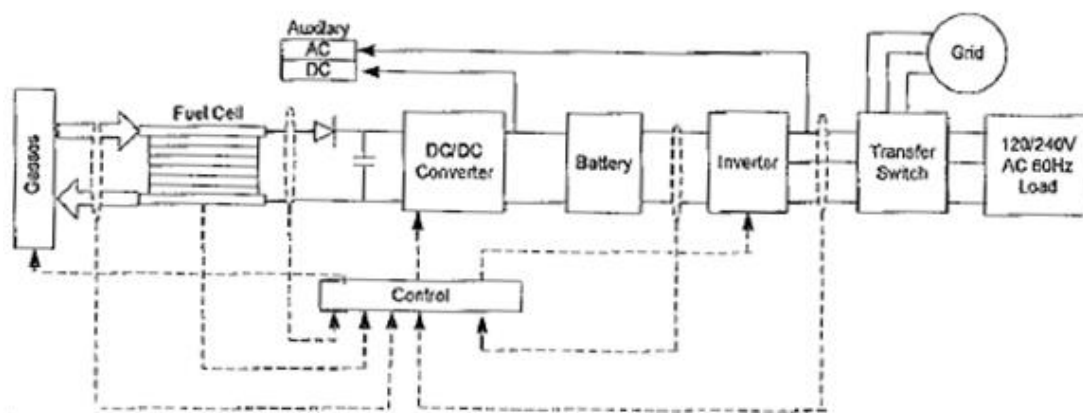 Auxiliary
AC
DC
Grid
Gasses
Fuel Cell
DC/DC
Converter
Battery
Inverter
Transfer
Switch
120/240V
AC 60Hz
Load
Control